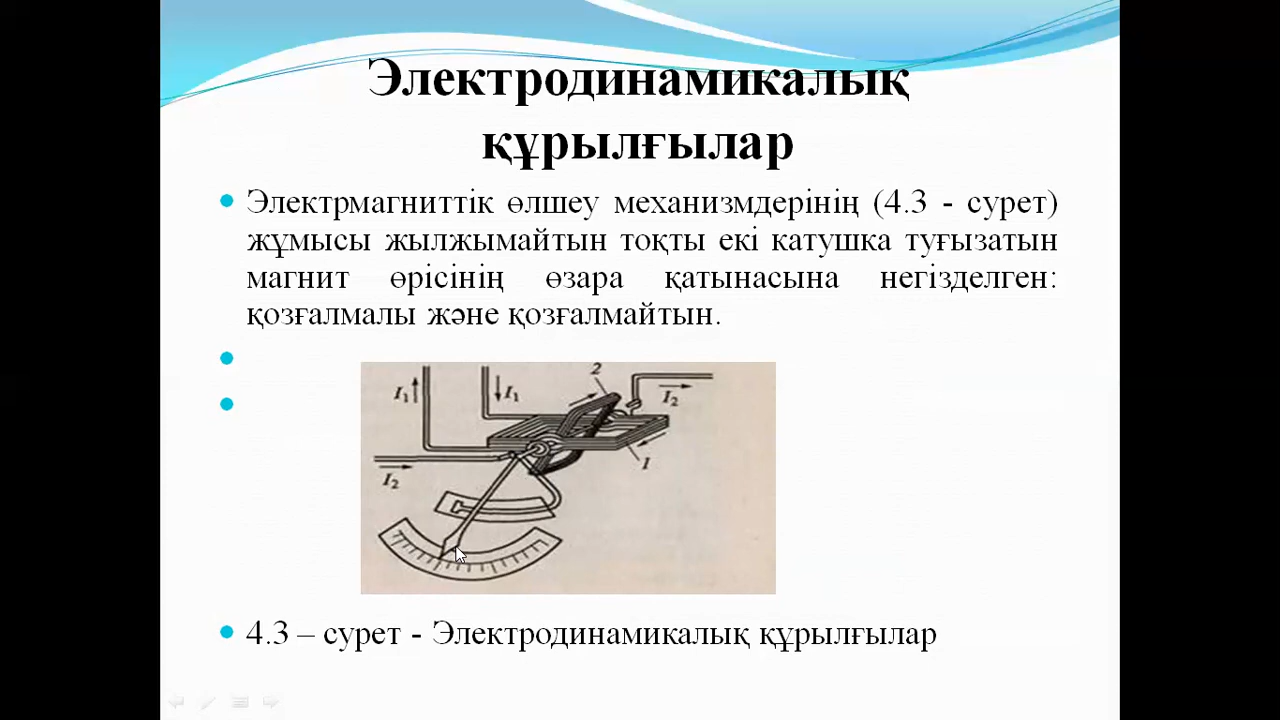 Электродинамикалық
құрылғылар
Электрмагниттік өлшеу механизмдерінің (4.3 - сурет)
жұмысы жылжымайтын тоқты екі катушка туғызатын
магнит өрісінің өзара қатынасына негізделген:
қозғалмалы және қозғалмайтын.
I₁ I₁ 2 I₂
1
I₂
4.3 – сурет - Электродинамикалық құрылғылар